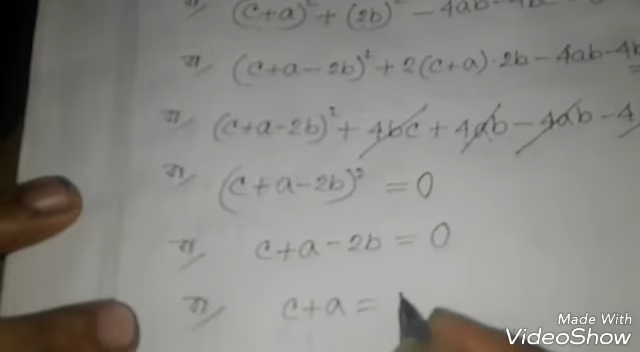 বা, (c+a)² + (2b)² - 4ab - 4b
বা, (c+a-2b)² + 2(c+a)·2b - 4ab - 4b
বা, (c+a-2b)² + 4bc + 4ab - 4ab - 4
বা, (c+a-2b)² = 0
বা, c+a-2b = 0
বা, c+a =
Made With
VideoShow